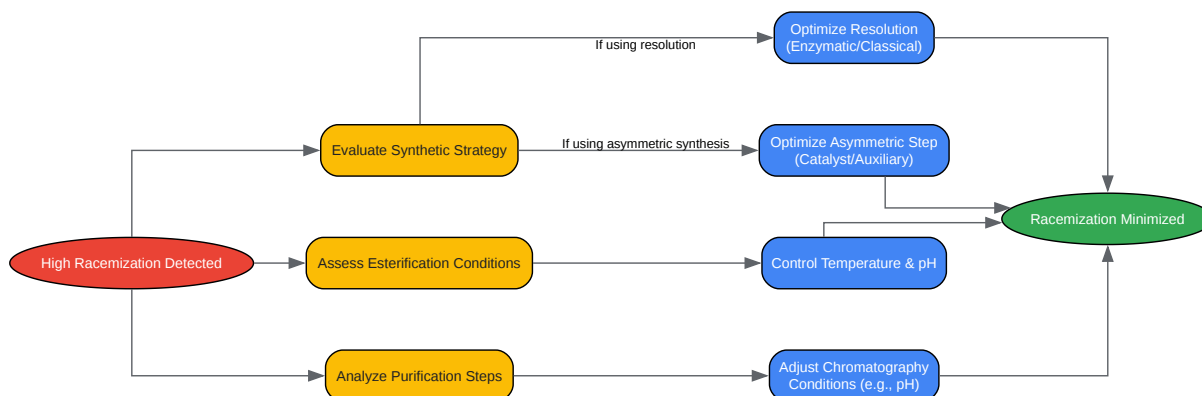 Optimize Resolution
(Enzymatic/Classical)
If using resolution
Evaluate Synthetic Strategy
If using asymmetric synthesis
Optimize Asymmetric Step
(Catalyst/Auxiliary)
Racemization Minimized
High Racemization Detected
Assess Esterification Conditions
Control Temperature & pH
Analyze Purification Steps
Adjust Chromatography
Conditions (e.g., pH)